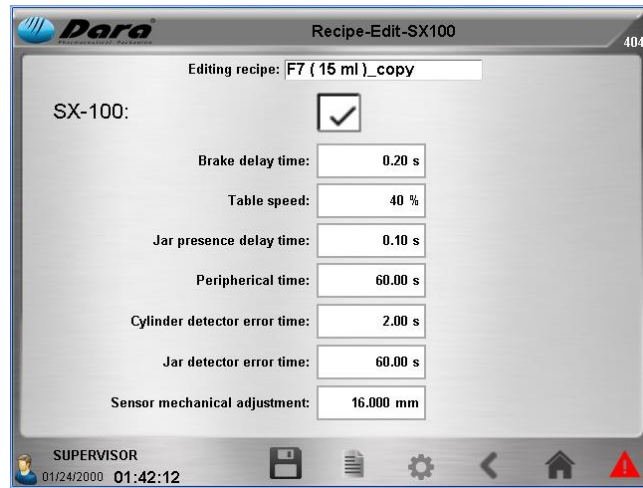 Dara
Pharmaceutical Packaging
Recipe-Edit-SX100
404
Editing recipe: F7 ( 15 ml )_copy
SX-100:
Brake delay time: 0.20 s
Table speed: 40 %
Jar presence delay time: 0.10 s
Peripherical time: 60.00 s
Cylinder detector error time: 2.00 s
Jar detector error time: 60.00 s
Sensor mechanical adjustment: 16.000 mm
SUPERVISOR
01/24/2000 01:42:12